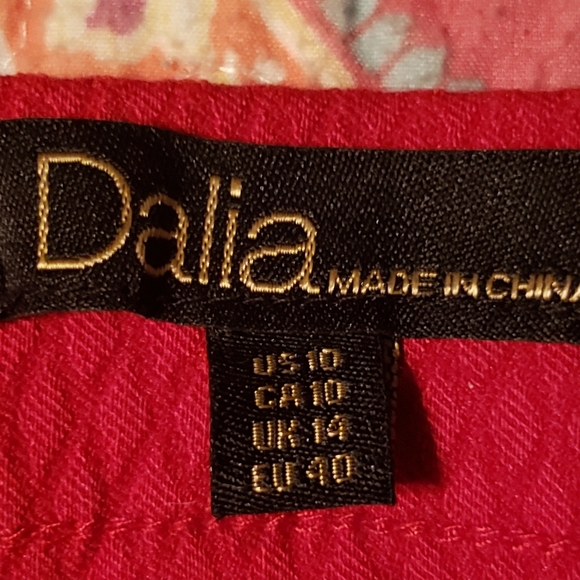 Dalia MADE IN CHINA
US 10
CA 10
UK 14
EU 40